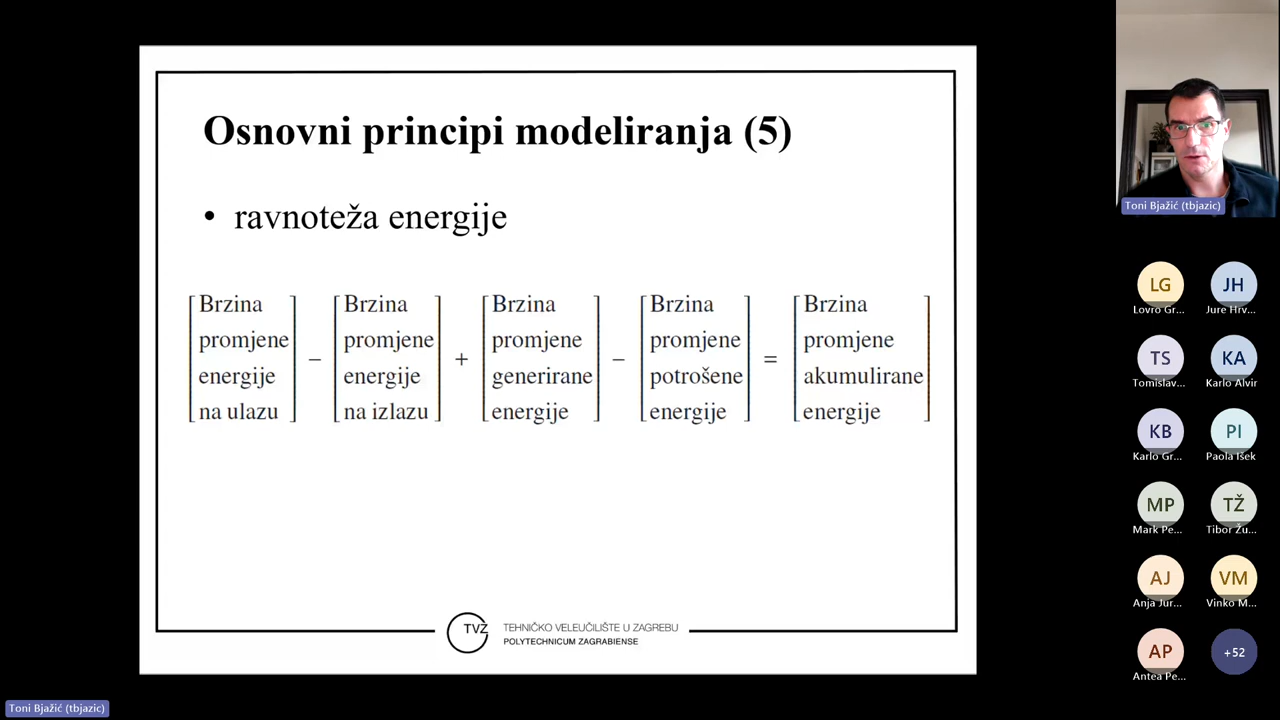 Osnovni principi modeliranja (5)
• ravnoteža energije
Brzina promjene energije na ulazu
–
Brzina promjene energije na izlazu
+
Brzina promjene generirane energije
–
Brzina promjene potrošene energije
=
Brzina promjene akumulirane energije
TVZ
TEHNIČKO VELEUČILIŠTE U ZAGREBU
POLYTECHNICUM ZAGRABIENSE
Toni Bjažić (tbjazic)
LG
Lovro Gr...
JH
Jure Hrv...
TS
Tomislav...
KA
Karlo Alvir
KB
Karlo Gr...
PI
Paola Išek
MP
Mark Pe...
TŽ
Tibor Žu...
AJ
Anja Jur...
VM
Vinko M...
AP
Antea Pe...
+52
Toni Bjažić (tbjazic)